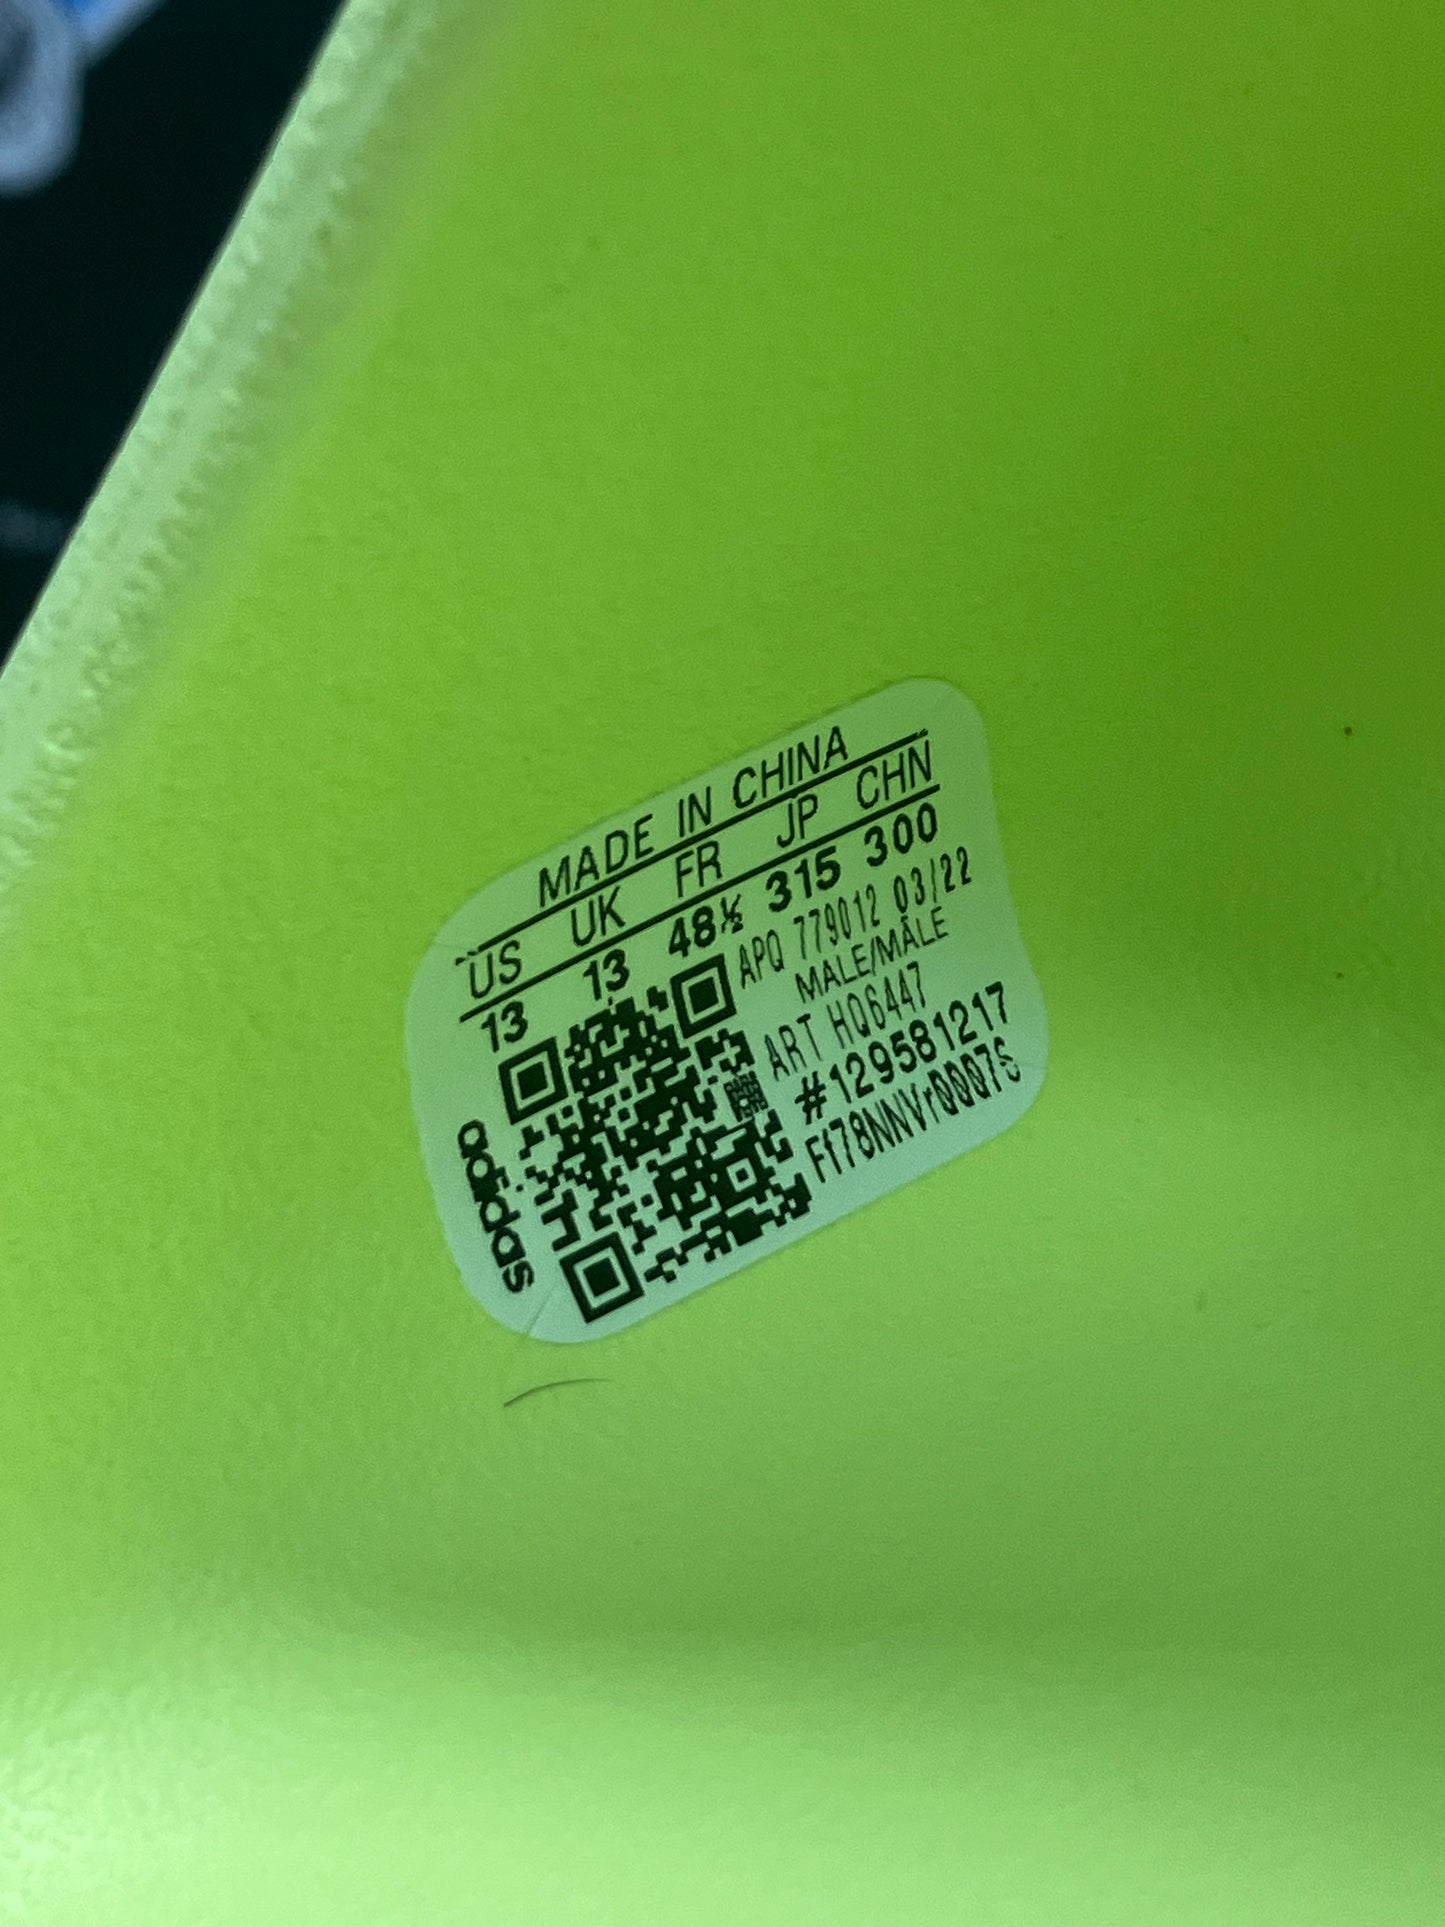 MADE IN CHINA
US UK FR JP CHN
13 13 48½ 315 300
APQ 779012 03/22
MALE/MÂLE
ART HQ6447
#129581217
Ff78NNVr0007S
adidas